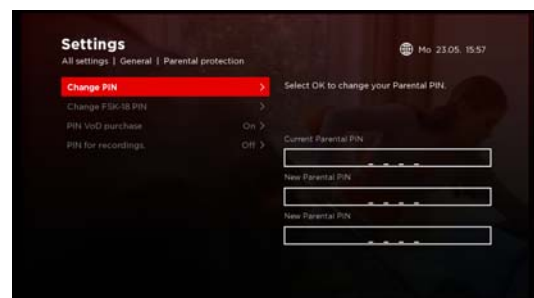 Settings
Mo 23.05. 15:57
All settings | General | Parental protection
Change PIN >
Select OK to change your Parental PIN.
Change FSK-18 PIN >
PIN VoD purchase On >
PIN for recordings. Off >
Current Parental PIN
_ _ _ _
New Parental PIN
_ _ _ _
New Parental PIN
_ _ _ _